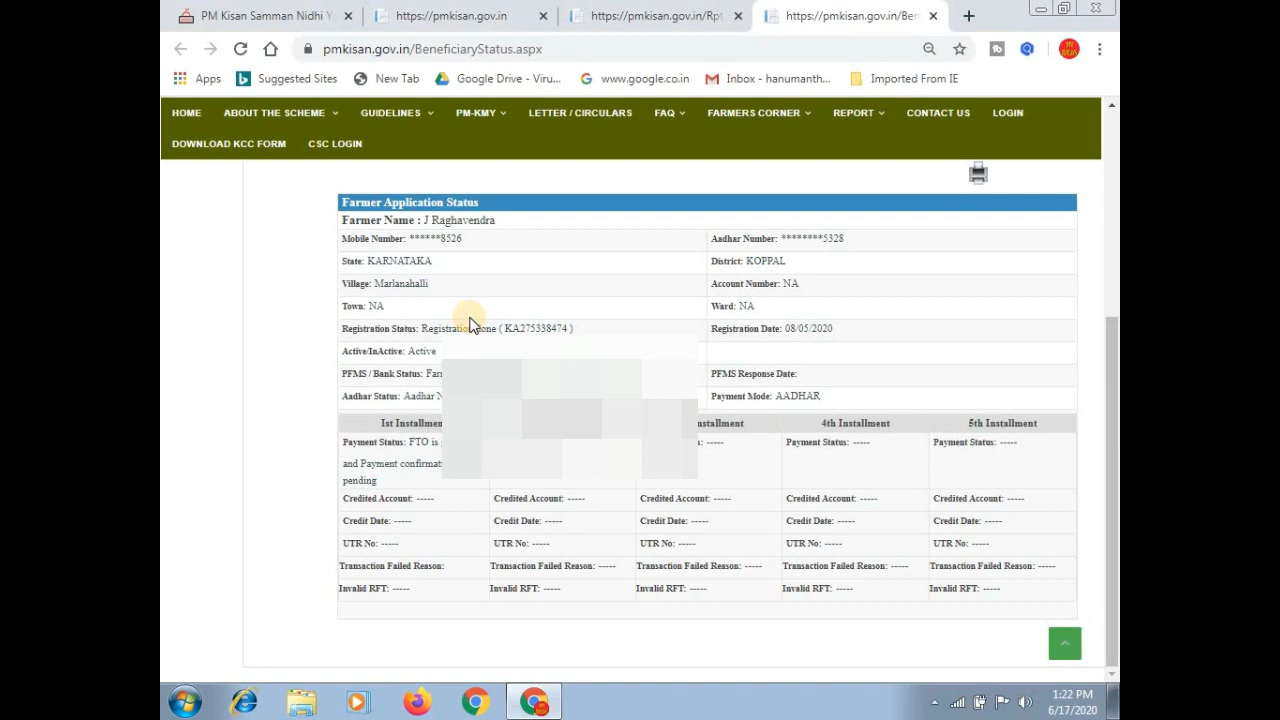 PM Kisan Samman Nidhi Y
https://pmkisan.gov.in
https://pmkisan.gov.in/Rpt
https://pmkisan.gov.in/Ben
pmkisan.gov.in/BeneficiaryStatus.aspx
Apps Suggested Sites New Tab Google Drive - Viru... www.google.co.in Inbox - hanumanth... Imported From IE
HOME ABOUT THE SCHEME GUIDELINES PM-KMY LETTER / CIRCULARS FAQ FARMERS CORNER REPORT CONTACT US LOGIN
DOWNLOAD KCC FORM CSC LOGIN
Farmer Application Status
Farmer Name : J Raghavendra
Mobile Number: ******8526 Aadhar Number: ********5328
State: KARNATAKA District: KOPPAL
Village: Marlanahalli Account Number: NA
Town: NA Ward: NA
Registration Status: Registration done ( KA275338474 ) Registration Date: 08/05/2020
Active/InActive: Active
PFMS / Bank Status: Far PFMS Response Date:
Aadhar Status: Aadhar N Payment Mode: AADHAR
1st Installmen nstallment 4th Installment 5th Installment
Payment Status: FTO is : ----- Payment Status: ----- Payment Status: -----
and Payment confirmat
pending
Credited Account: ----- Credited Account: ----- Credited Account: ----- Credited Account: ----- Credited Account: -----
Credit Date: ----- Credit Date: ----- Credit Date: ----- Credit Date: ----- Credit Date: -----
UTR No: ----- UTR No: ----- UTR No: ----- UTR No: ----- UTR No: -----
Transaction Failed Reason: Transaction Failed Reason: ----- Transaction Failed Reason: ----- Transaction Failed Reason: ----- Transaction Failed Reason: -----
Invalid RFT: ----- Invalid RFT: ----- Invalid RFT: ----- Invalid RFT: ----- Invalid RFT: -----
1:22 PM
6/17/2020